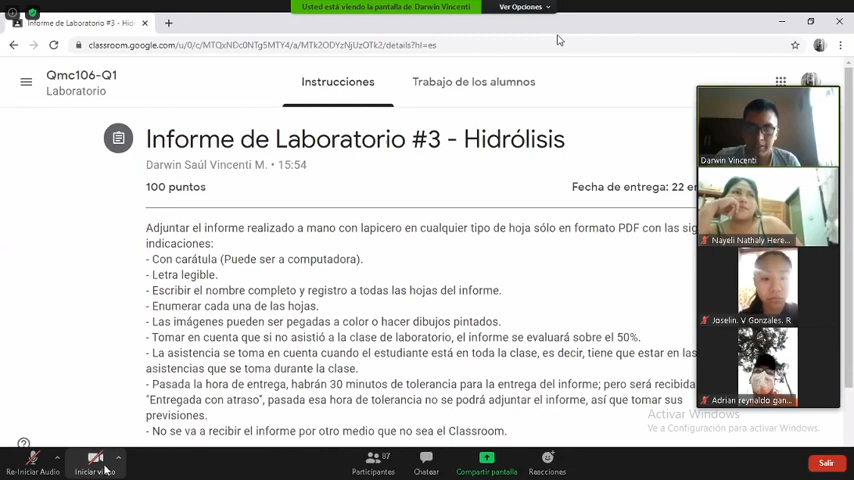 Usted está viendo la pantalla de Darwin Vincenti
Ver Opciones
Informe de Laboratorio #3 - Hidr
classroom.google.com/u/0/c/MTQxNDc0NTg5MTY4/a/MTk2ODYzNjUzOTk2/details?hl=es
Qmc106-Q1
Laboratorio
Instrucciones
Trabajo de los alumnos
Informe de Laboratorio #3 - Hidrólisis
Darwin Saúl Vincenti M. • 15:54
100 puntos
Fecha de entrega: 22 en
Adjuntar el informe realizado a mano con lapicero en cualquier tipo de hoja sólo en formato PDF con las sig
indicaciones:
- Con carátula (Puede ser a computadora).
- Letra legible.
- Escribir el nombre completo y registro a todas las hojas del informe.
- Enumerar cada una de las hojas.
- Las imágenes pueden ser pegadas a color o hacer dibujos pintados.
- Tomar en cuenta que si no asistió a la clase de laboratorio, el informe se evaluará sobre el 50%.
- La asistencia se toma en cuenta cuando el estudiante está en toda la clase, es decir, tiene que estar en las
asistencias que se toma durante la clase.
- Pasada la hora de entrega, habrán 30 minutos de tolerancia para la entrega del informe; pero será recibida
"Entregada con atraso", pasada esa hora de tolerancia no se podrá adjuntar el informe, así que tomar sus
previsiones.
- No se va a recibir el informe por otro medio que no sea el Classroom.
Darwin Vincenti
Nayeli Nathaly Here...
Joselin. V Gonzales. R
Adrian reynaldo gan...
Activar Windows
Ve a Configuración para activar Windows.
Re-Iniciar Audio
Iniciar video
87
Participantes
Chatear
Compartir pantalla
Reacciones
Salir